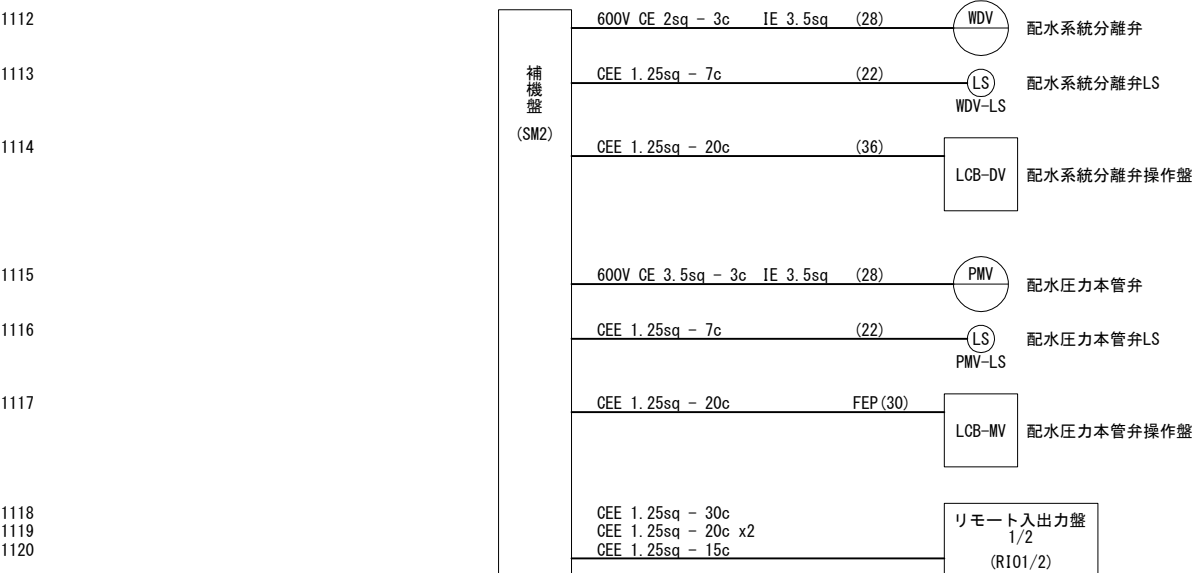 1112 600V CE 2sq - 3c IE 3.5sq (28) WDV 配水系統分離弁
1113 CEE 1.25sq - 7c (22) LS 配水系統分離弁LS
WDV-LS
補機盤
(SM2)
1114 CEE 1.25sq - 20c (36)
LCB-DV 配水系統分離弁操作盤
1115 600V CE 3.5sq - 3c IE 3.5sq (28) PMV 配水圧力本管弁
1116 CEE 1.25sq - 7c (22) LS 配水圧力本管弁LS
PMV-LS
1117 CEE 1.25sq - 20c FEP(30)
LCB-MV 配水圧力本管弁操作盤
1118 CEE 1.25sq - 30c
リモート入出力盤
1119 CEE 1.25sq - 20c x2
1/2
1120 CEE 1.25sq - 15c
(RIO1/2)